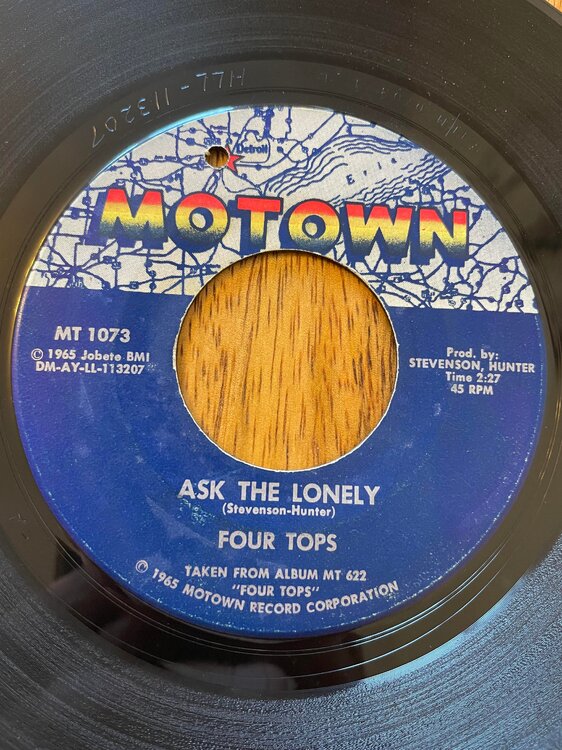 HLL-113207
Detroit
ERIE
MOTOWN
MT 1073
© 1965 Jobete BMI
DM-AY-LL-113207
Prod. by:
STEVENSON, HUNTER
Time 2:27
45 RPM
ASK THE LONELY
(Stevenson-Hunter)
FOUR TOPS
TAKEN FROM ALBUM MT 622
"FOUR TOPS"
© 1965 MOTOWN RECORD CORPORATION